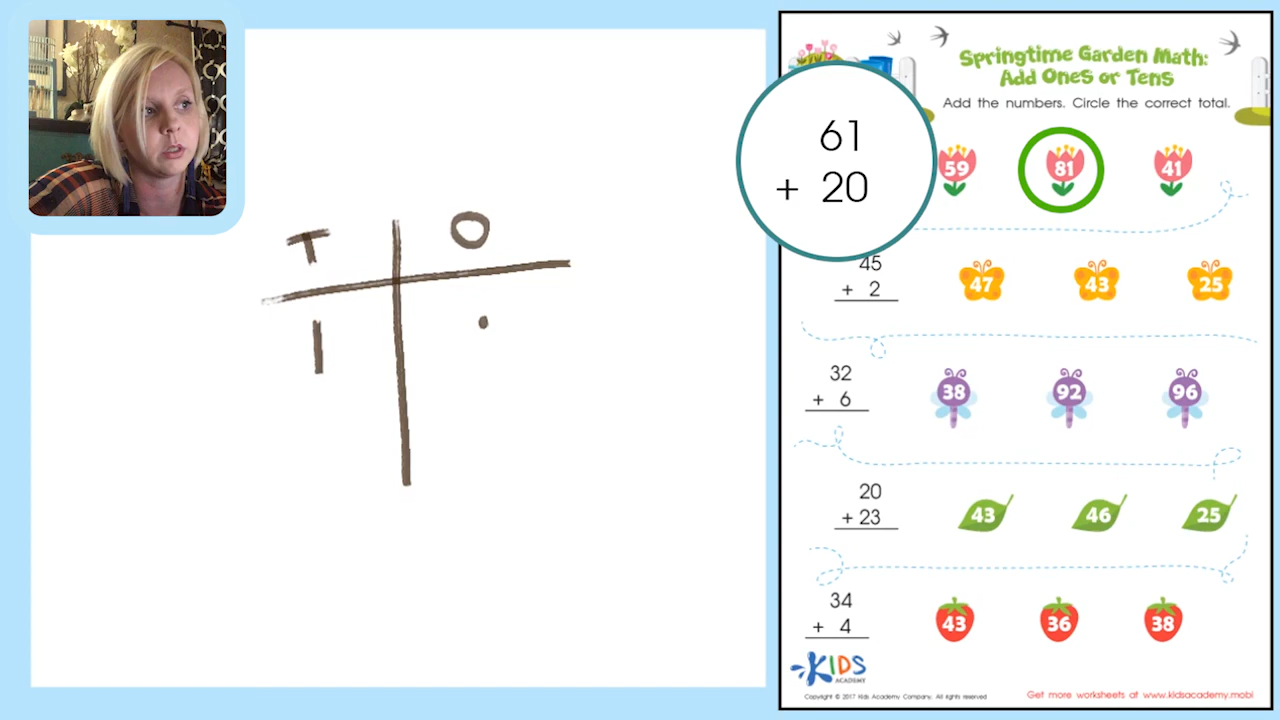 T O
Springtime Garden Math:
Add Ones or Tens
Add the numbers. Circle the correct total.
61
+ 20
59 81 41
45
+ 2
47 43 25
32
+ 6
38 92 96
20
+ 23
43 46 25
34
+ 4
43 36 38
KIDS
ACADEMY
Copyright © 2017 Kids Academy Company. All rights reserved
Get more worksheets at www.kidsacademy.mobi